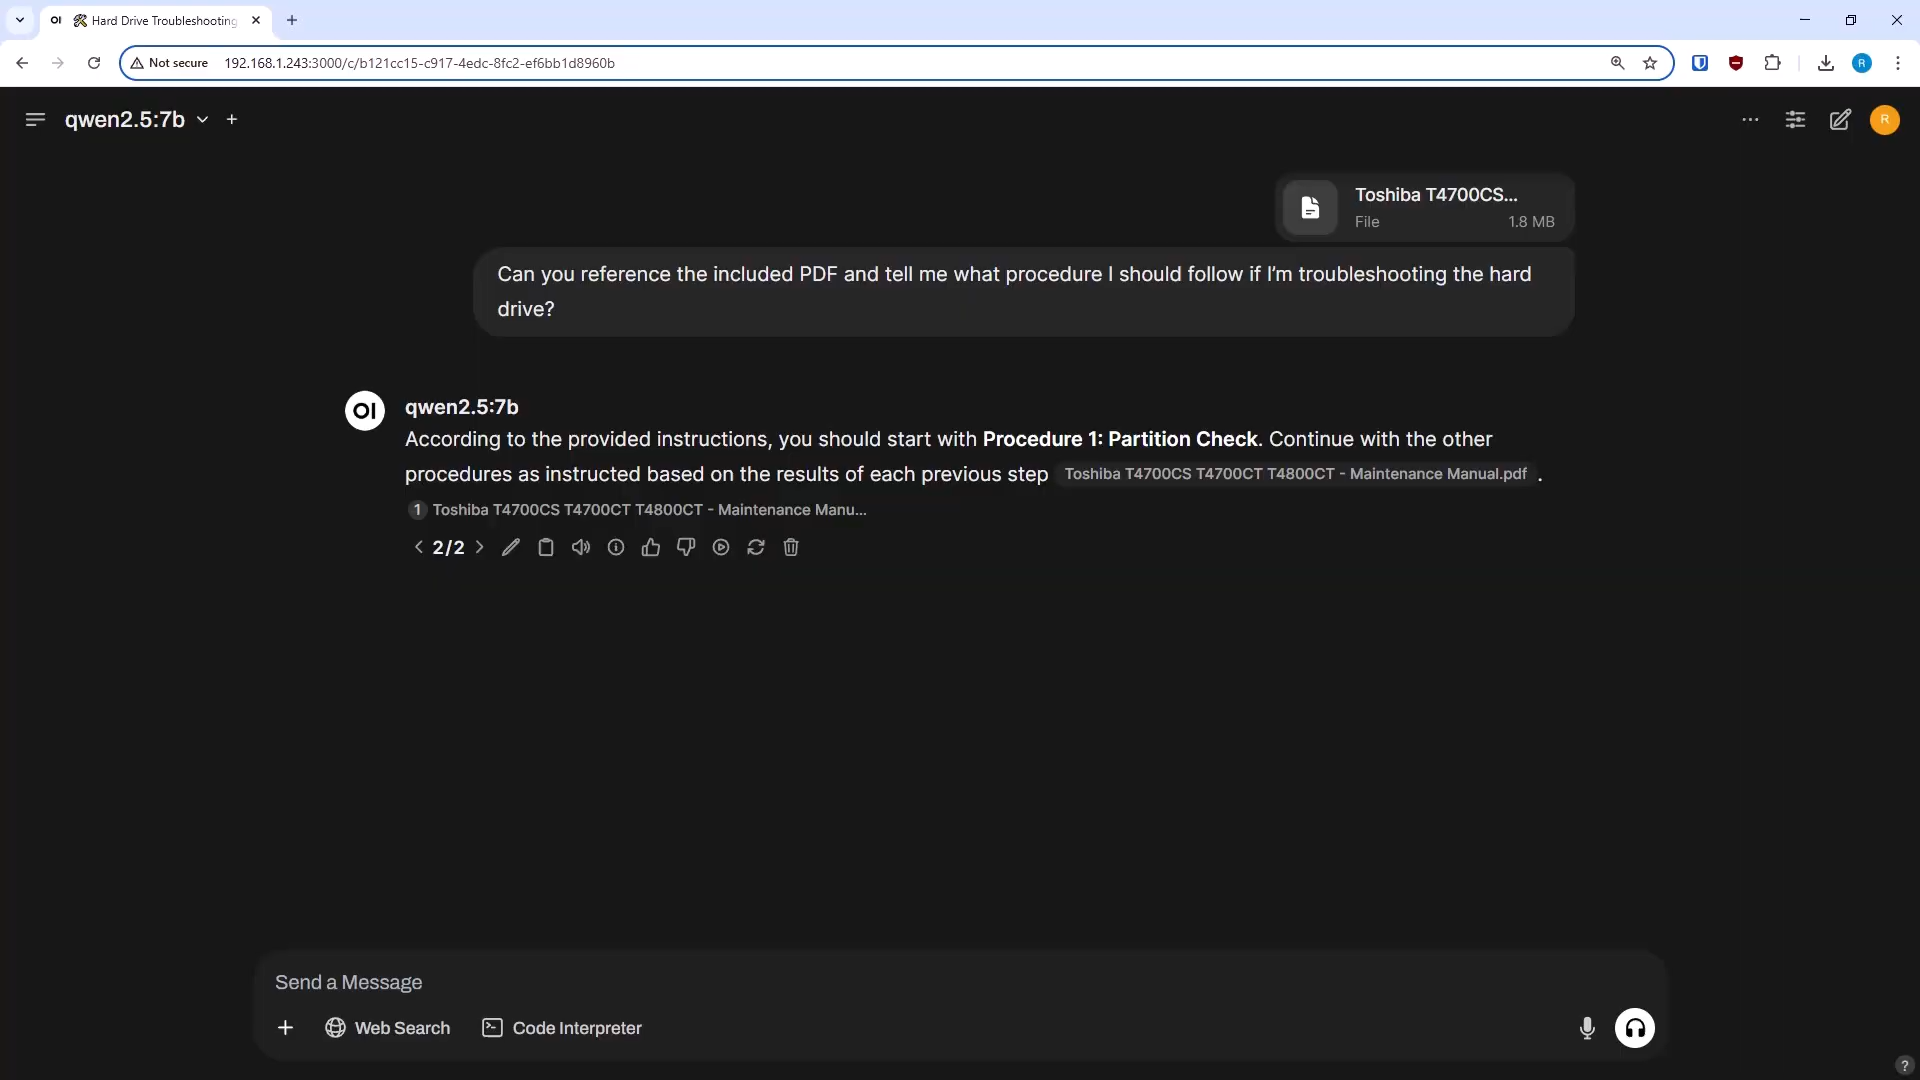 OI 🛠 Hard Drive Troubleshooting
Not secure 192.168.1.243:3000/c/b121cc15-c917-4edc-8fc2-ef6bb1d8960b
R
qwen2.5:7b
R
Toshiba T4700CS...
File 1.8 MB
Can you reference the included PDF and tell me what procedure I should follow if I'm troubleshooting the hard
drive?
OI
qwen2.5:7b
According to the provided instructions, you should start with Procedure 1: Partition Check. Continue with the other
procedures as instructed based on the results of each previous step Toshiba T4700CS T4700CT T4800CT - Maintenance Manual.pdf .
1 Toshiba T4700CS T4700CT T4800CT - Maintenance Manu...
2/2
Send a Message
+ Web Search Code Interpreter
?